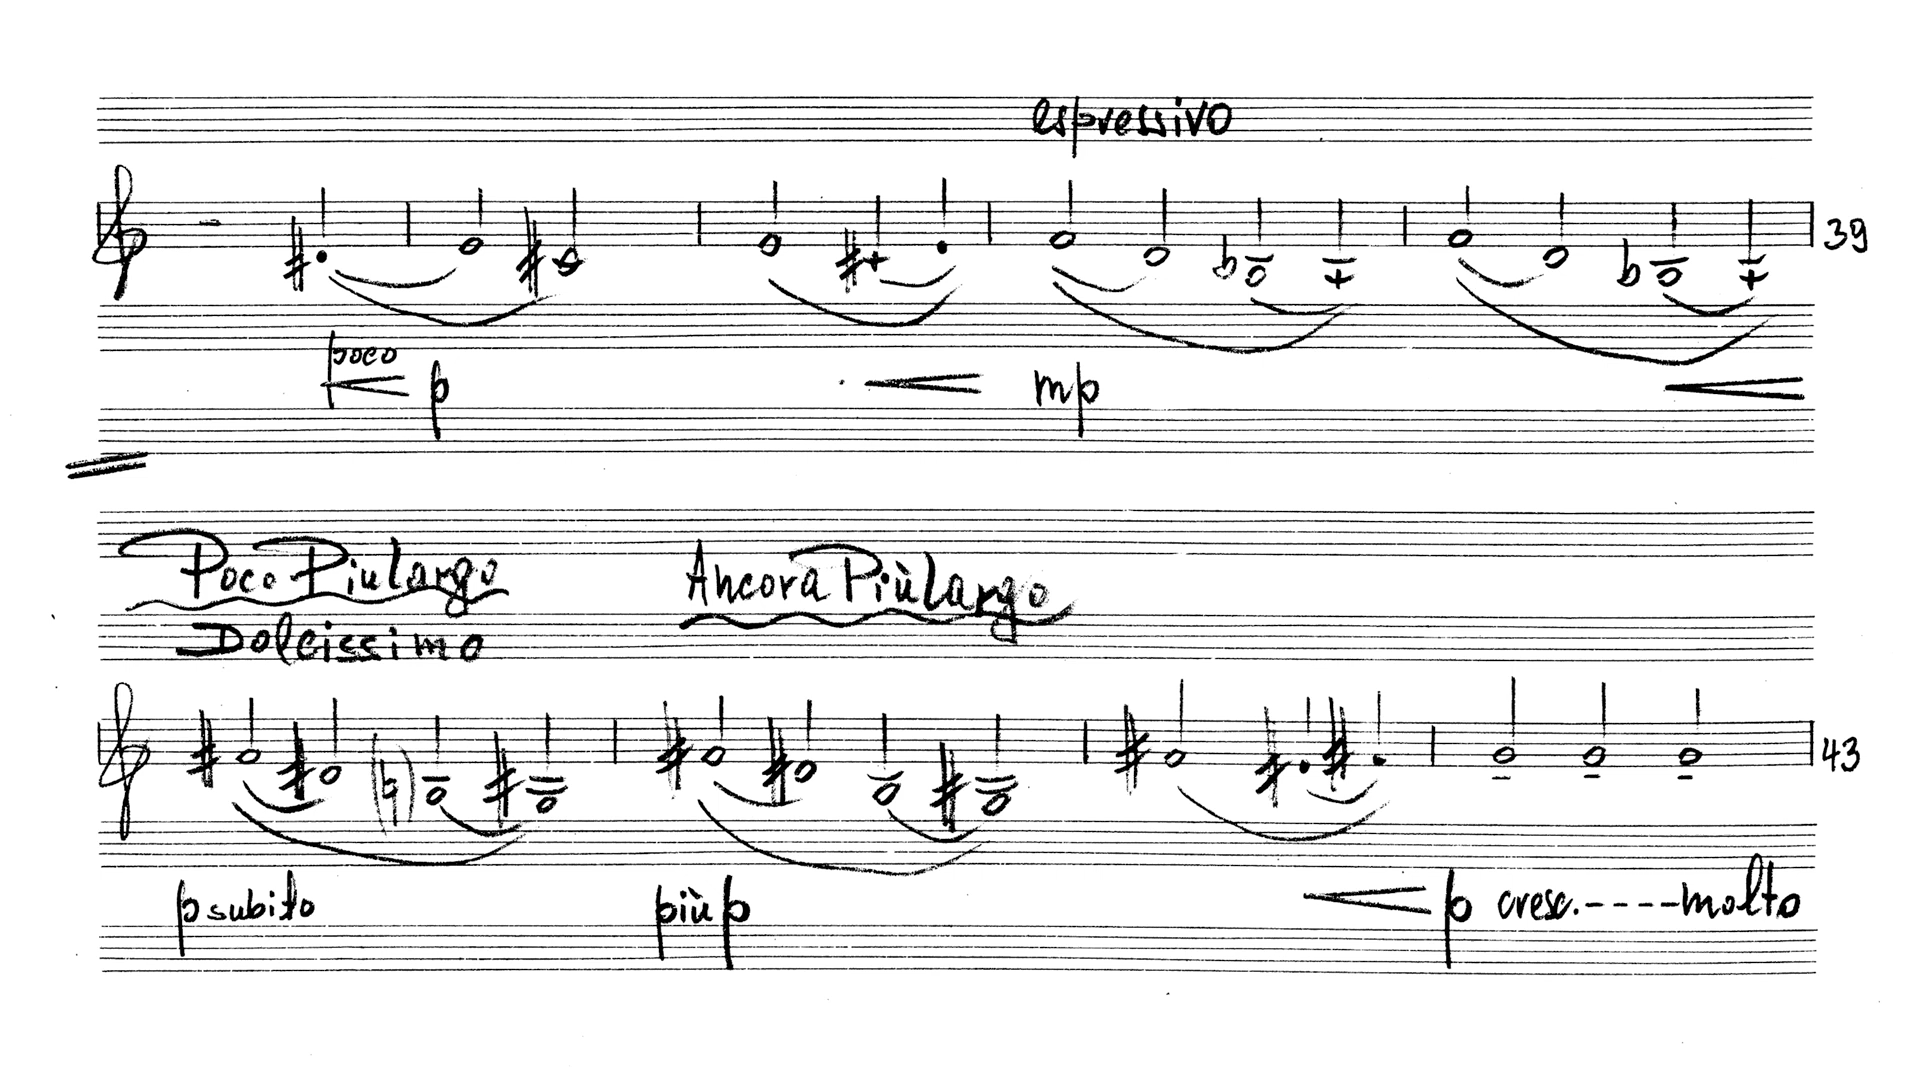 espressivo
39
poco
p mp
Poco Più Largo Ancora Più Largo
Dolcissimo
43
p subito più p p cresc.----molto